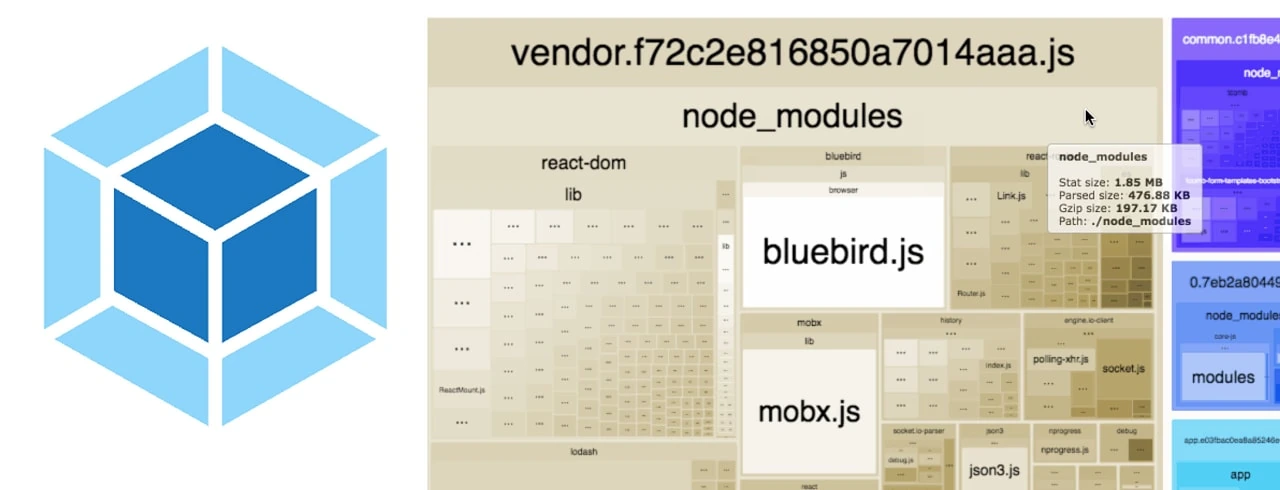 vendor.f72c2e816850a7014aaa.js
node_modules
react-dom
lib
ReactMount.js
lodash
bluebird
js
browser
bluebird.js
lib
Link.js
Router.js
node_modules
Stat size: 1.85 MB
Parsed size: 476.88 KB
Gzip size: 197.17 KB
Path: ./node_modules
mobx
lib
mobx.js
react
history
index.js
engine.io-client
polling-xhr.js
socket.js
socket.io-parser
debug.js
json3
json3.js
nprogress
nprogress.js
debug
common.c1fb8e4
node_
0.7eb2a80449
node_module
core-js
modules
app